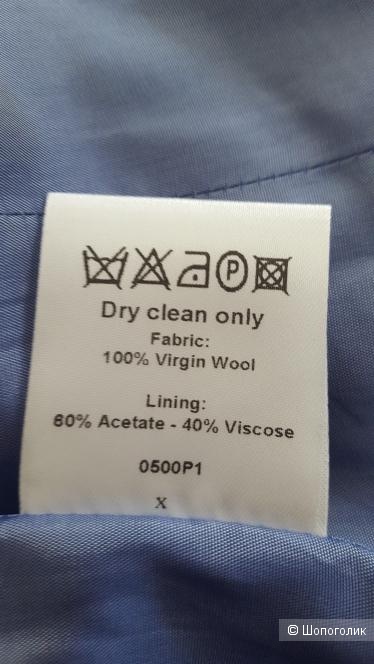 P
Dry clean only
Fabric:
100% Virgin Wool
Lining:
60% Acetate - 40% Viscose
0500P1
x
© Шопоголик